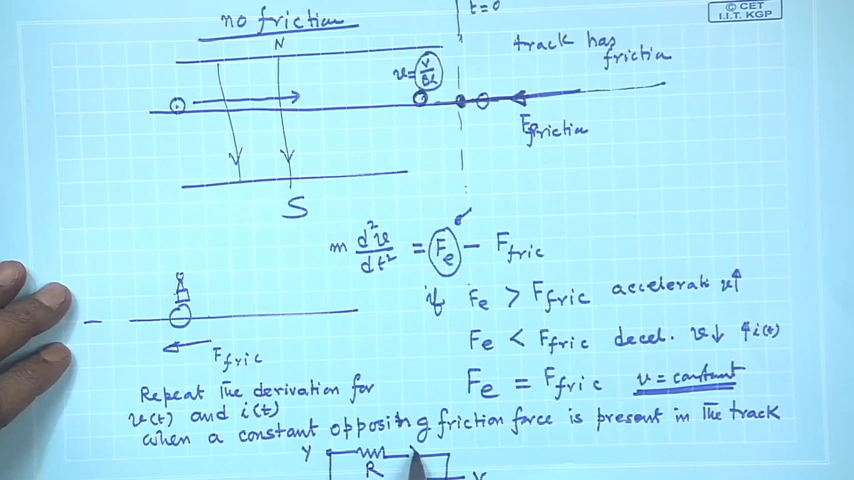 no friction
t=0
© CET
I.I.T. KGP
N
track has
friction
v = V/Bl
Ffriction
S
m d²v/dt² = Fe - Ffric
if Fe > Ffric accelerate v↑
Fe < Ffric decel. v↓ ↑i(t)
Ffric
Fe = Ffric v = constant
Repeat The derivation for
v(t) and i(t)
when a constant opposing friction force is present in The track
Y
R